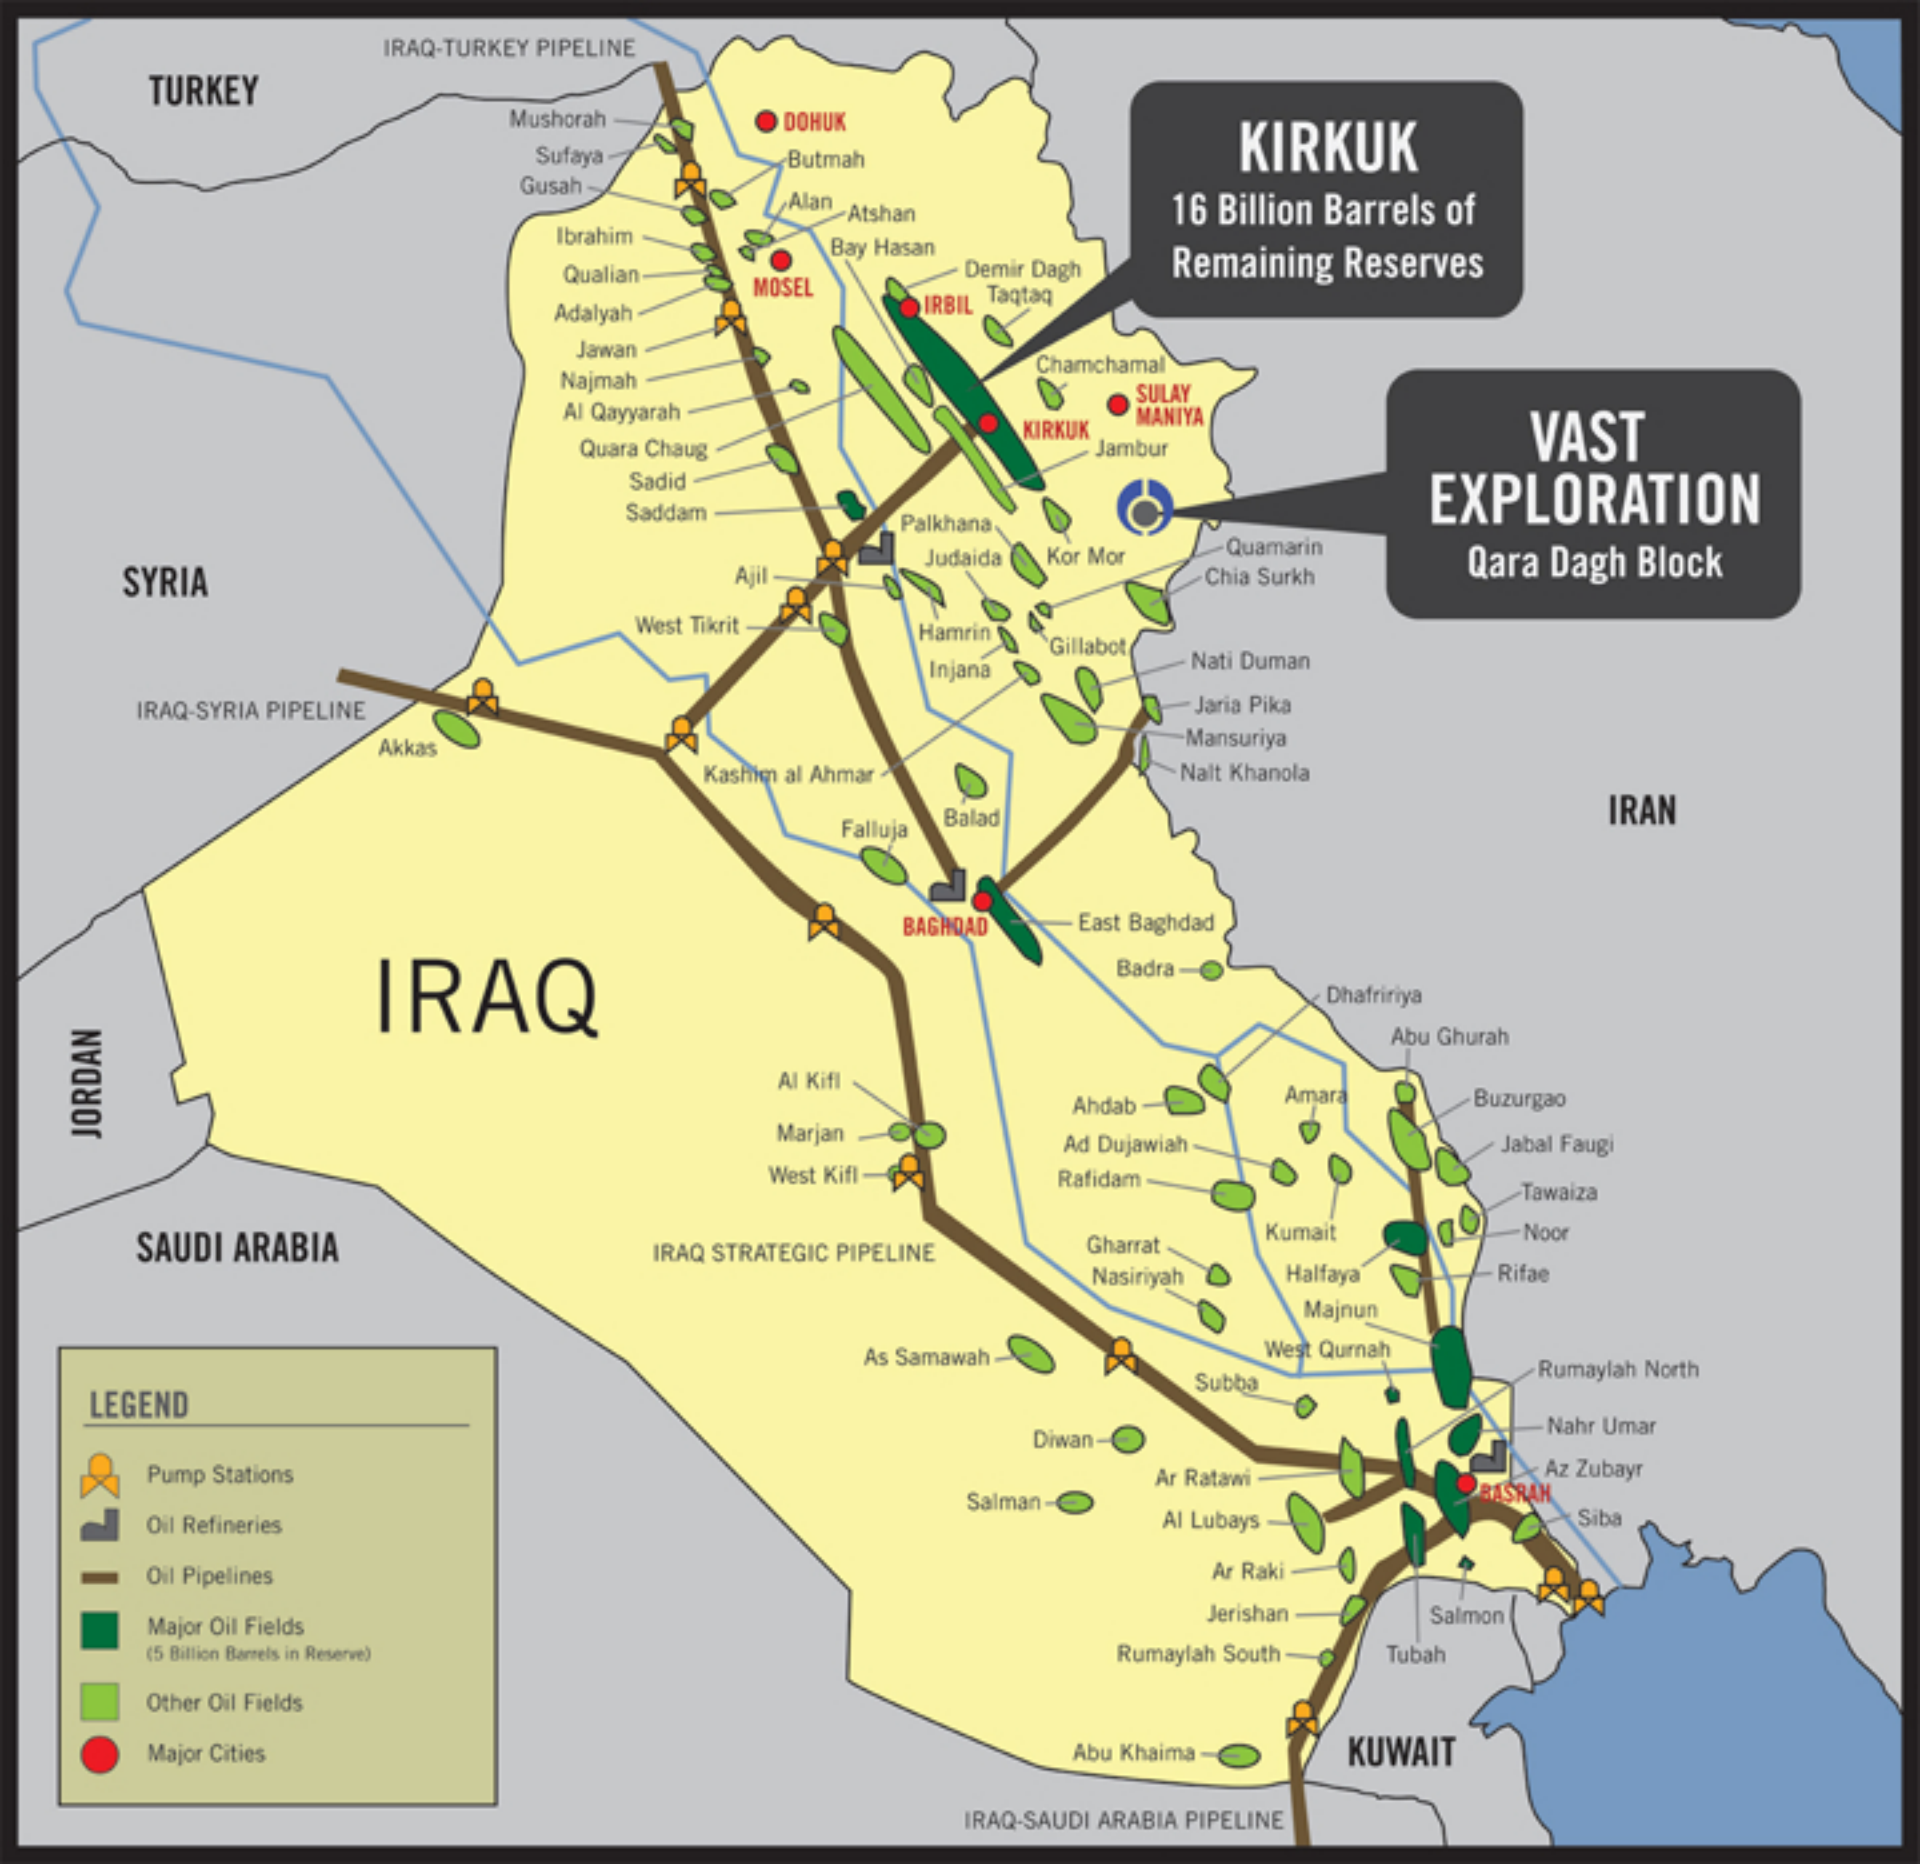 IRAQ-TURKEY PIPELINE
TURKEY
Mushorah
DOHUK
Sufaya
Butmah
Gusah
Alan
Atshan
Ibrahim
Bay Hasan
Qualian
MOSEL
Demir Dagh
Taqtaq
IRBIL
Adalyah
Jawan
Najmah
Al Qayyarah
Quara Chaug
Sadid
Saddam
Chamchamal
SULAY
MANIYA
KIRKUK
Jambur
KIRKUK
16 Billion Barrels of
Remaining Reserves
VAST
EXPLORATION
Qara Dagh Block
Palkhana
Judaida
Kor Mor
Quamarin
Chia Surkh
SYRIA
Ajil
West Tikrit
Hamrin
Gillabot
Injana
Nati Duman
Jaria Pika
Mansuriya
Nalt Khanola
IRAQ-SYRIA PIPELINE
Akkas
Kashim al Ahmar
Balad
Falluja
IRAN
BAGHDAD
East Baghdad
Badra
IRAQ
Dhafririya
Abu Ghurah
JORDAN
Al Kifl
Marjan
West Kifl
Ahdab
Amara
Buzurgao
Ad Dujawiah
Jabal Faugi
Rafidam
Tawaiza
Kumait
Noor
SAUDI ARABIA
IRAQ STRATEGIC PIPELINE
Gharrat
Nasiriyah
Halfaya
Rifae
Majnun
As Samawah
West Qurnah
Rumaylah North
Subba
Nahr Umar
Diwan
Ar Ratawi
Az Zubayr
BASRAH
Salman
Al Lubays
Siba
Ar Raki
Jerishan
Salmon
Rumaylah South
Tubah
Abu Khaima
KUWAIT
IRAQ-SAUDI ARABIA PIPELINE
LEGEND
Pump Stations
Oil Refineries
Oil Pipelines
Major Oil Fields
(5 Billion Barrels in Reserve)
Other Oil Fields
Major Cities